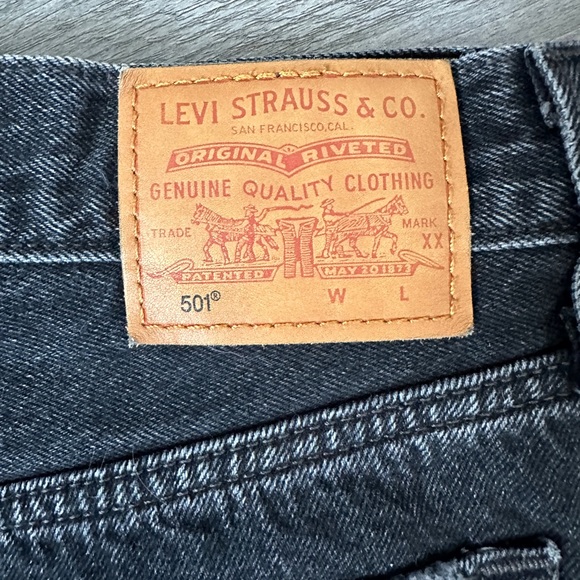 LEVI STRAUSS & CO.
SAN FRANCISCO, CAL.
ORIGINAL RIVETED
GENUINE QUALITY CLOTHING
TRADE MARK
XX
PATENTED MAY 20 1873
501® W L